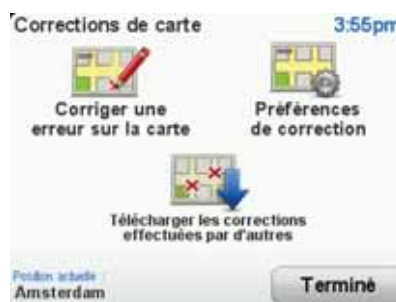 Corrections de carte
3:55pm
Corriger une
erreur sur la carte
Préférences
de correction
Télécharger les corrections
effectuées par d'autres
Position actuelle :
Amsterdam
Terminé